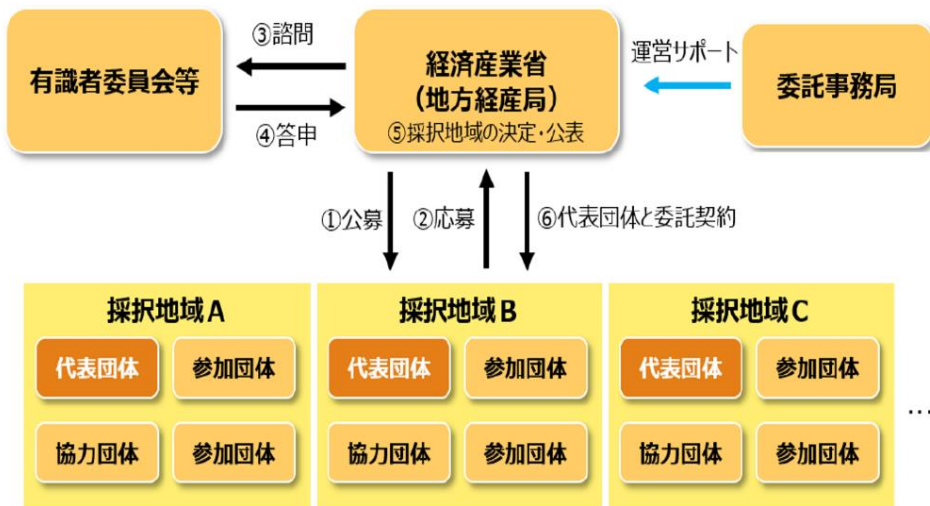 ③諮問
有識者委員会等
④答申
経済産業省
(地方経産局)
⑤採択地域の決定・公表
運営サポート
委託事務局
①公募
②応募
⑥代表団体と委託契約
採択地域A
代表団体
参加団体
協力団体
参加団体
採択地域B
代表団体
参加団体
協力団体
参加団体
採択地域C
代表団体
参加団体
協力団体
参加団体
…